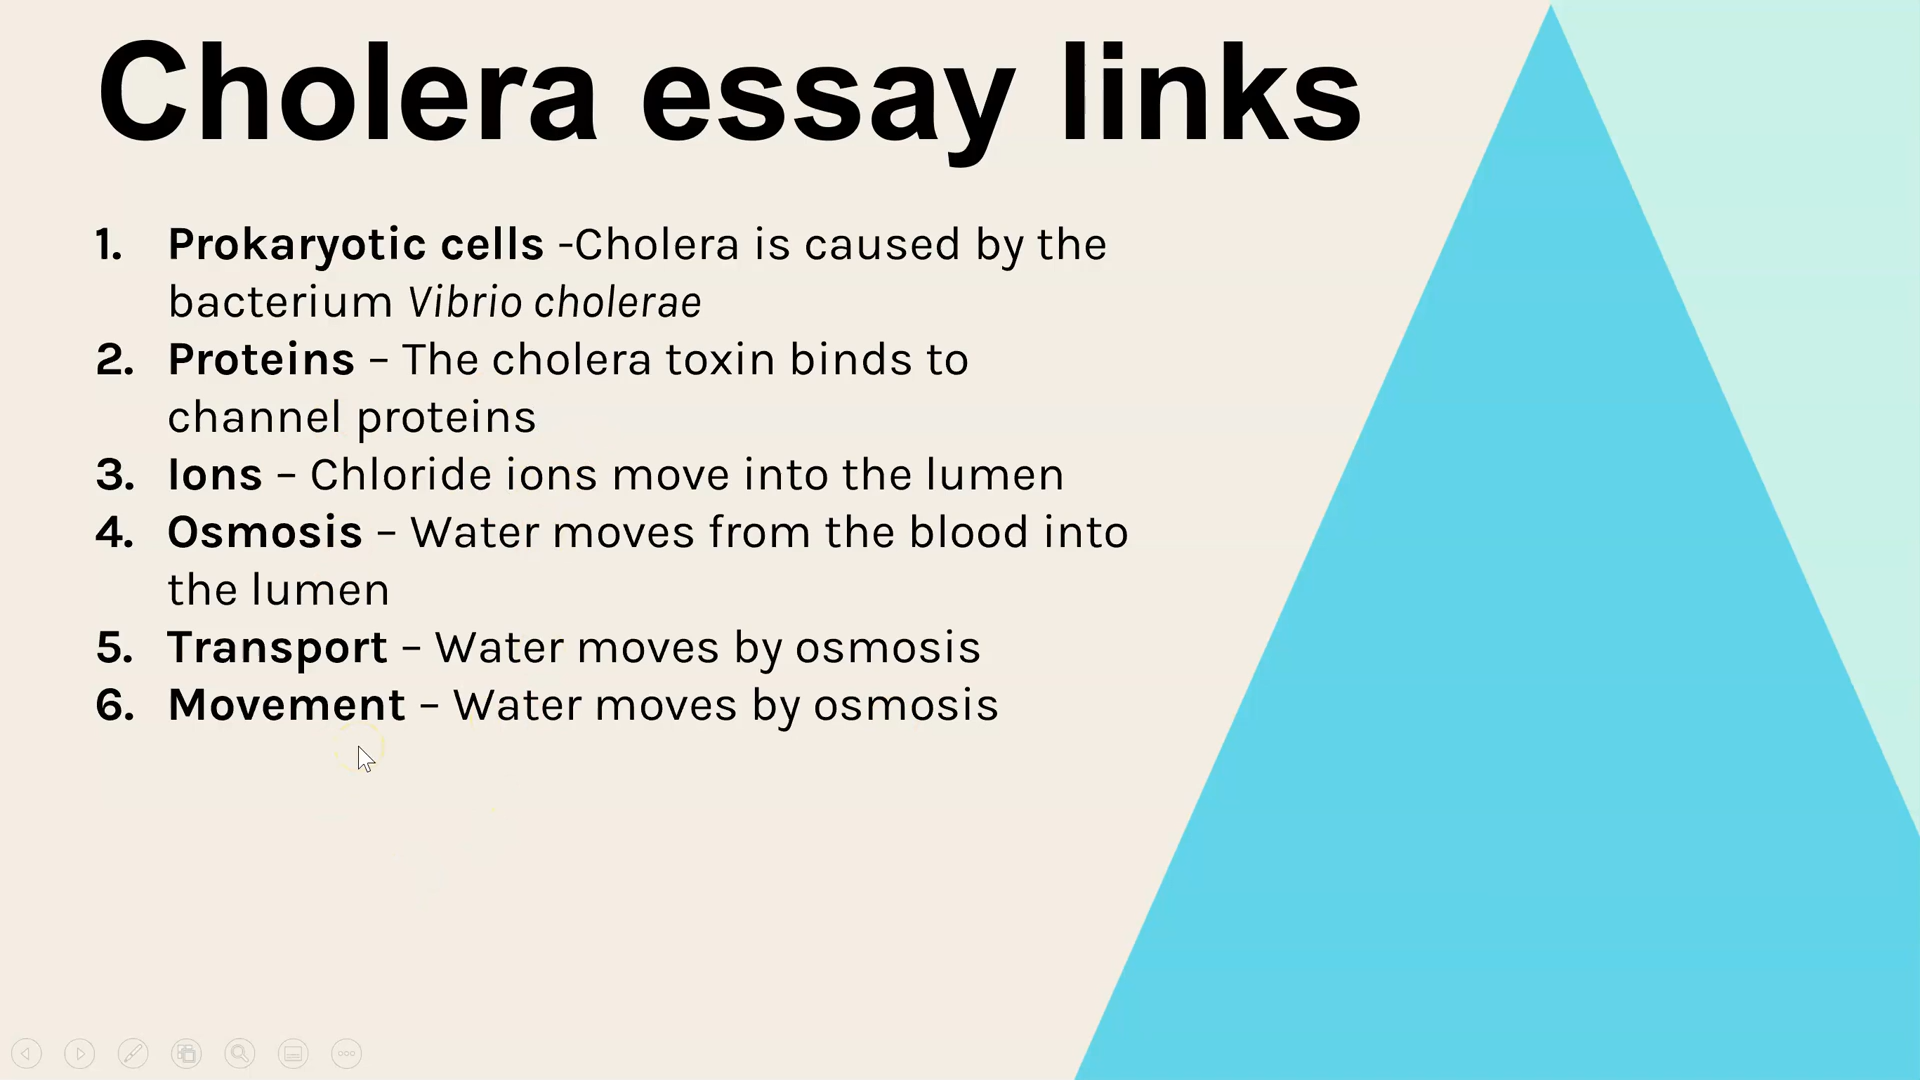 Cholera essay links
1. Prokaryotic cells -Cholera is caused by the
bacterium Vibrio cholerae
2. Proteins – The cholera toxin binds to
channel proteins
3. Ions – Chloride ions move into the lumen
4. Osmosis – Water moves from the blood into
the lumen
5. Transport – Water moves by osmosis
6. Movement – Water moves by osmosis